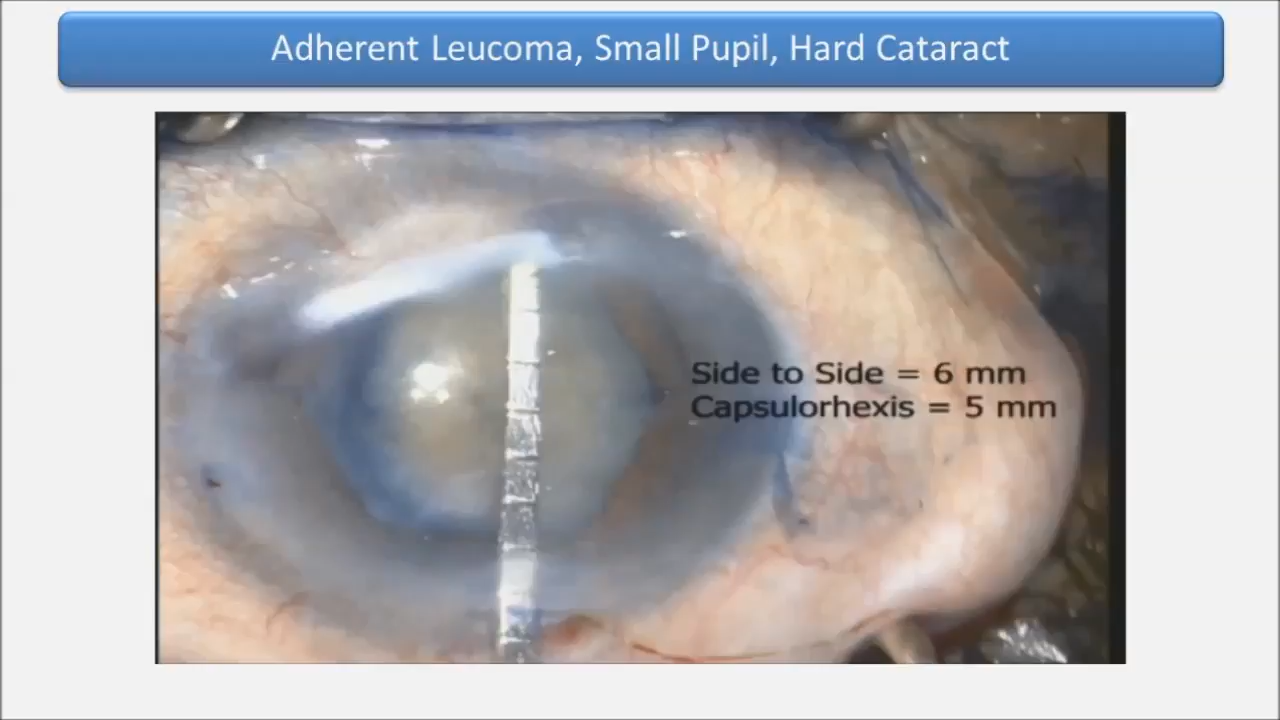 Adherent Leucoma, Small Pupil, Hard Cataract
Side to Side = 6 mm
Capsulorhexis = 5 mm